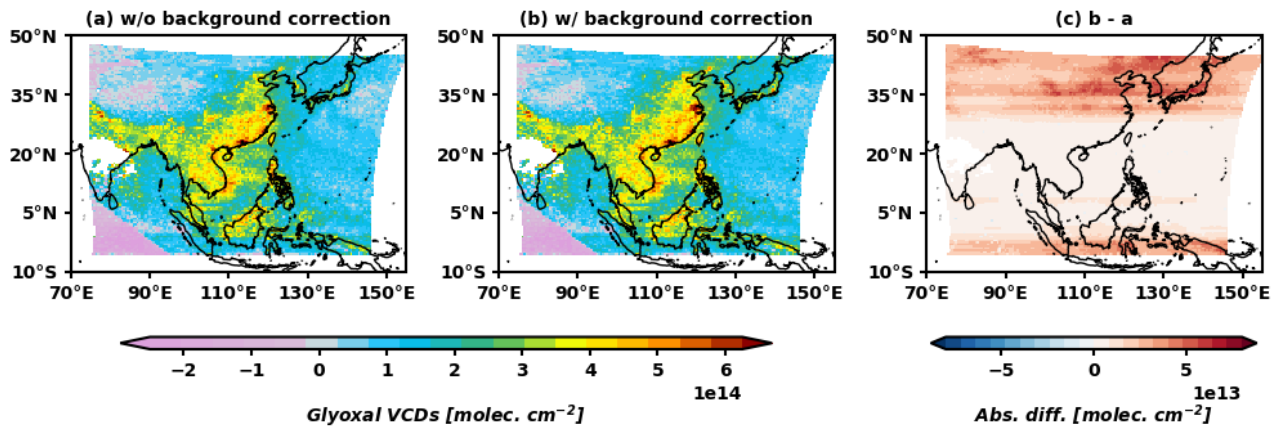 (a) w/o background correction
(b) w/ background correction
(c) b - a
50°N
35°N
20°N
5°N
10°S
70°E
90°E
110°E
130°E
150°E
50°N
35°N
20°N
5°N
10°S
70°E
90°E
110°E
130°E
150°E
50°N
35°N
20°N
5°N
10°S
70°E
90°E
110°E
130°E
150°E
−2 −1 0 1 2 3 4 5 6
1e14
Glyoxal VCDs [molec. cm⁻²]
−5 0 5
1e13
Abs. diff. [molec. cm⁻²]